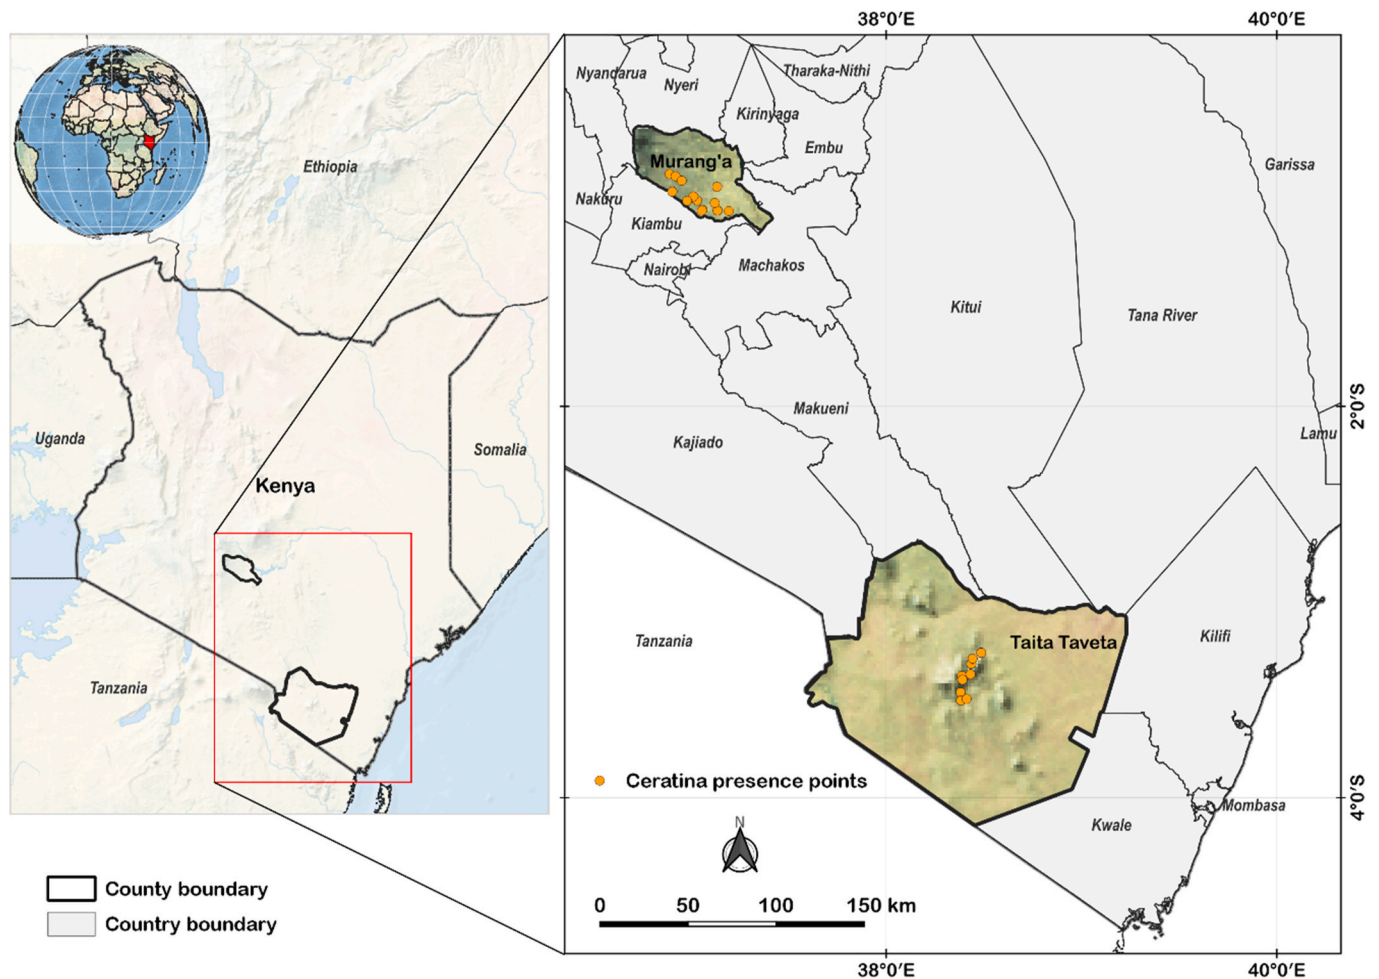 38°0′E
40°0′E
Ethiopia
Uganda
Somalia
Kenya
Tanzania
County boundary
Country boundary
Nyandarua
Nyeri
Tharaka-Nithi
Kirinyaga
Embu
Garissa
Murang'a
Nakuru
Kiambu
Nairobi
Machakos
Kitui
Tana River
2°0′S
Makueni
Lamu
Kajiado
Tanzania
Taita Taveta
Kilifi
Ceratina presence points
Mombasa
4°0′S
Kwale
N
0 50 100 150 km
38°0′E
40°0′E